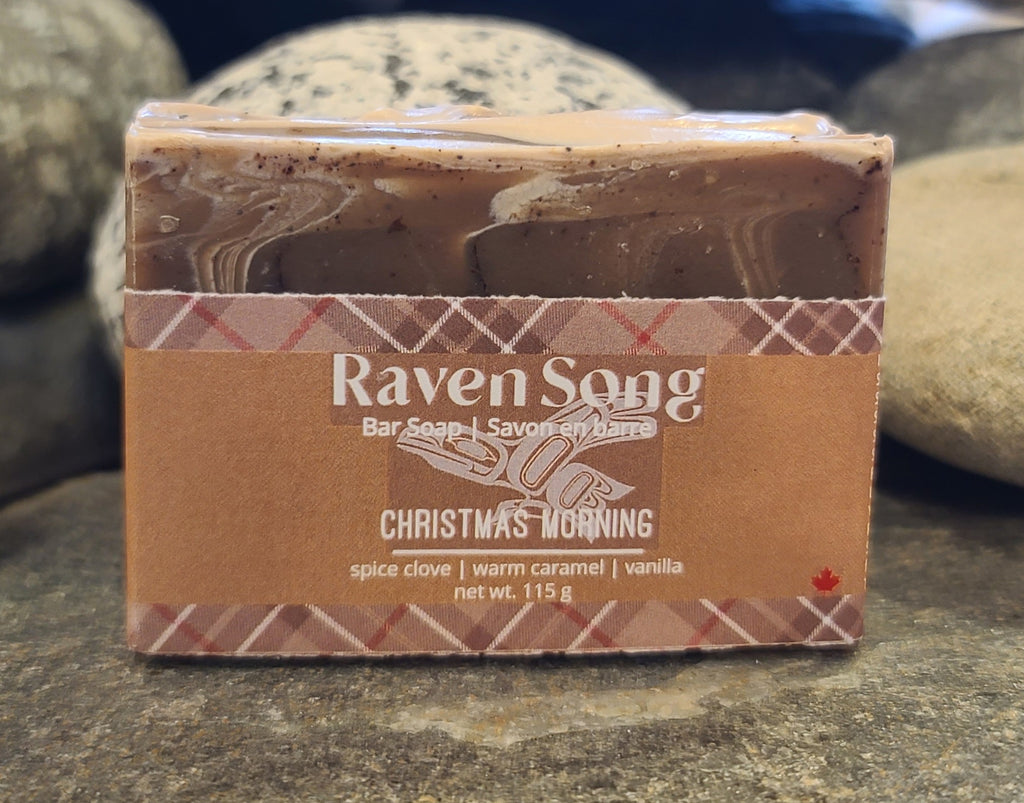 Raven Song
Bar Soap | Savon en barre
CHRISTMAS MORNING
spice clove | warm caramel | vanilla
net wt. 115 g